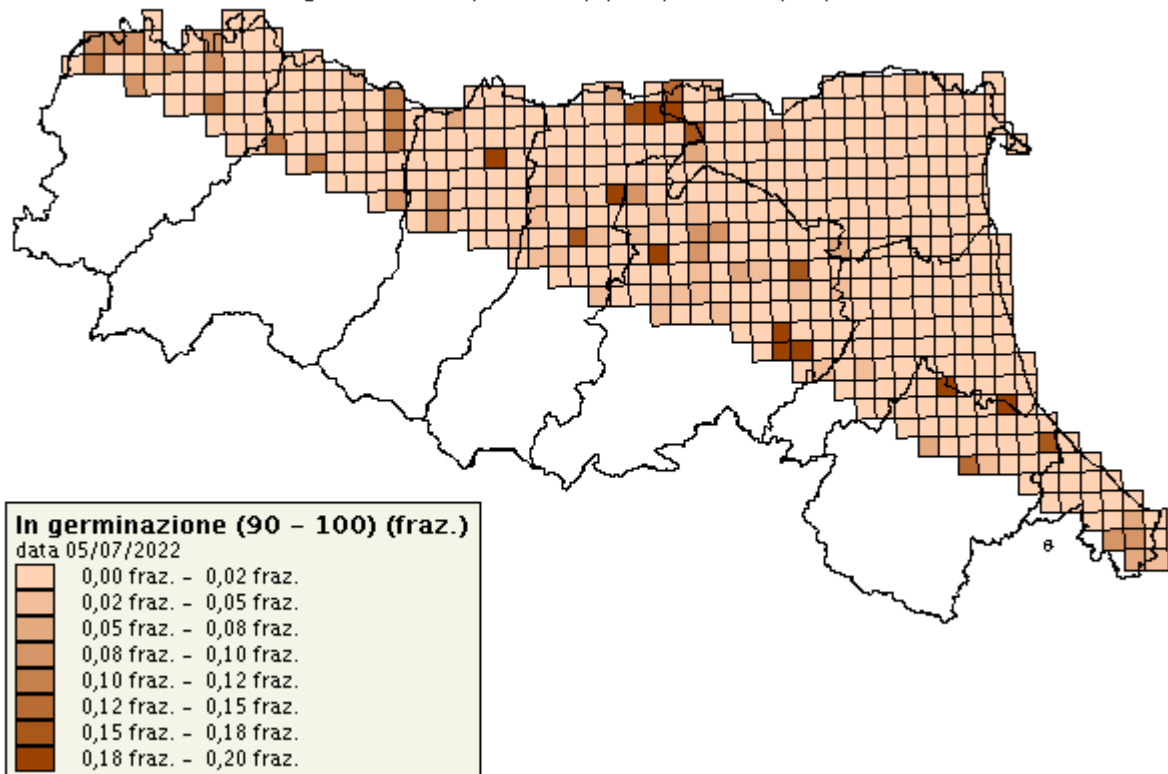 In germinazione (90 – 100) (fraz.)
data 05/07/2022
0,00 fraz. – 0,02 fraz.
0,02 fraz. – 0,05 fraz.
0,05 fraz. – 0,08 fraz.
0,08 fraz. – 0,10 fraz.
0,10 fraz. – 0,12 fraz.
0,12 fraz. – 0,15 fraz.
0,15 fraz. – 0,18 fraz.
0,18 fraz. – 0,20 fraz.